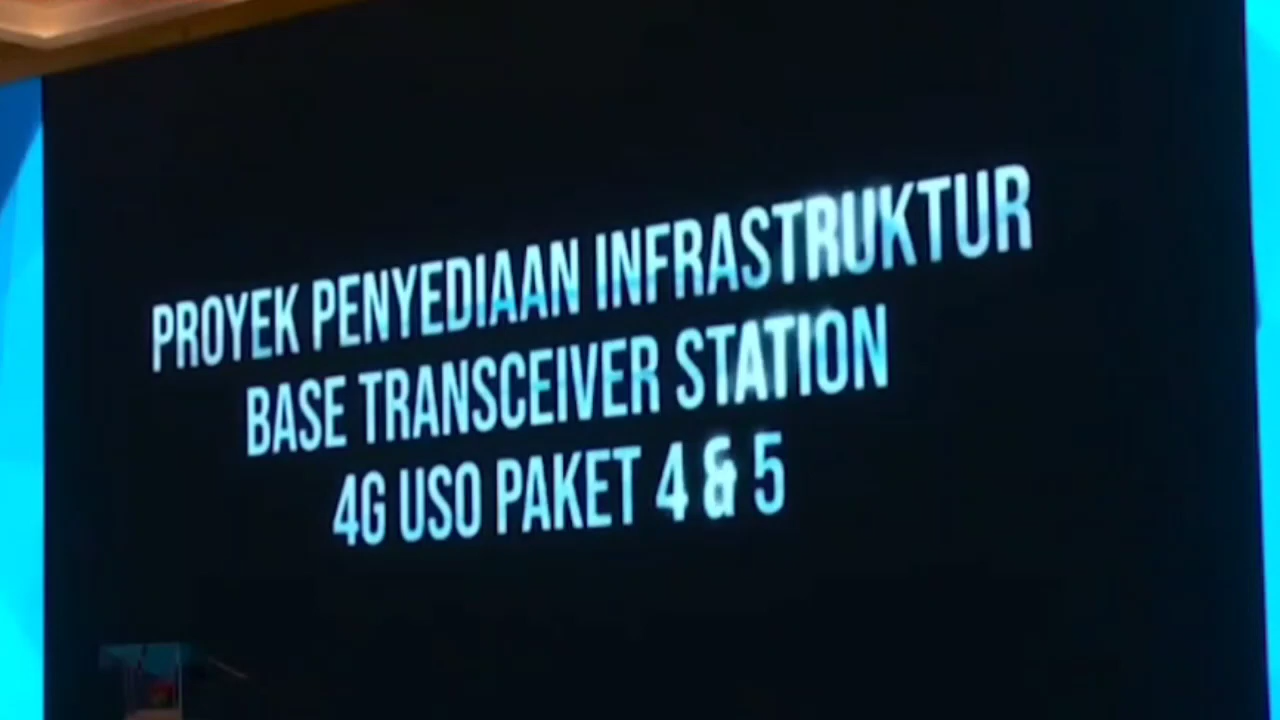 PROYEK PENYEDIAAN INFRASTRUKTUR
BASE TRANSCEIVER STATION
4G USO PAKET 4 & 5